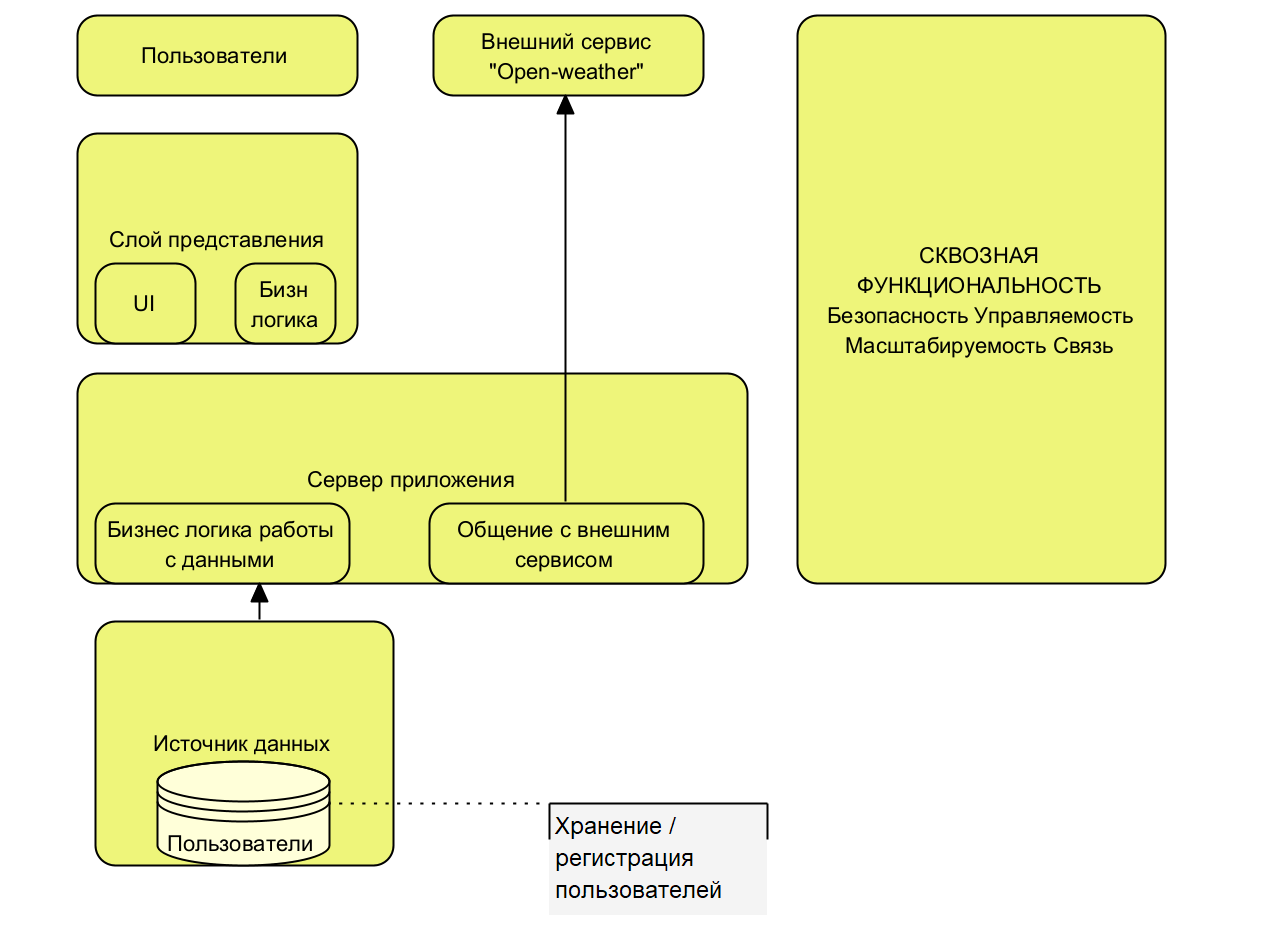 Пользователи
Внешний сервис
"Open-weather"
Слой представления
UI
Бизн
логика
СКВОЗНАЯ
ФУНКЦИОНАЛЬНОСТЬ
Безопасность Управляемость
Масштабируемость Связь
Сервер приложения
Бизнес логика работы
с данными
Общение с внешним
сервисом
Источник данных
Пользователи
Хранение /
регистрация
пользователей